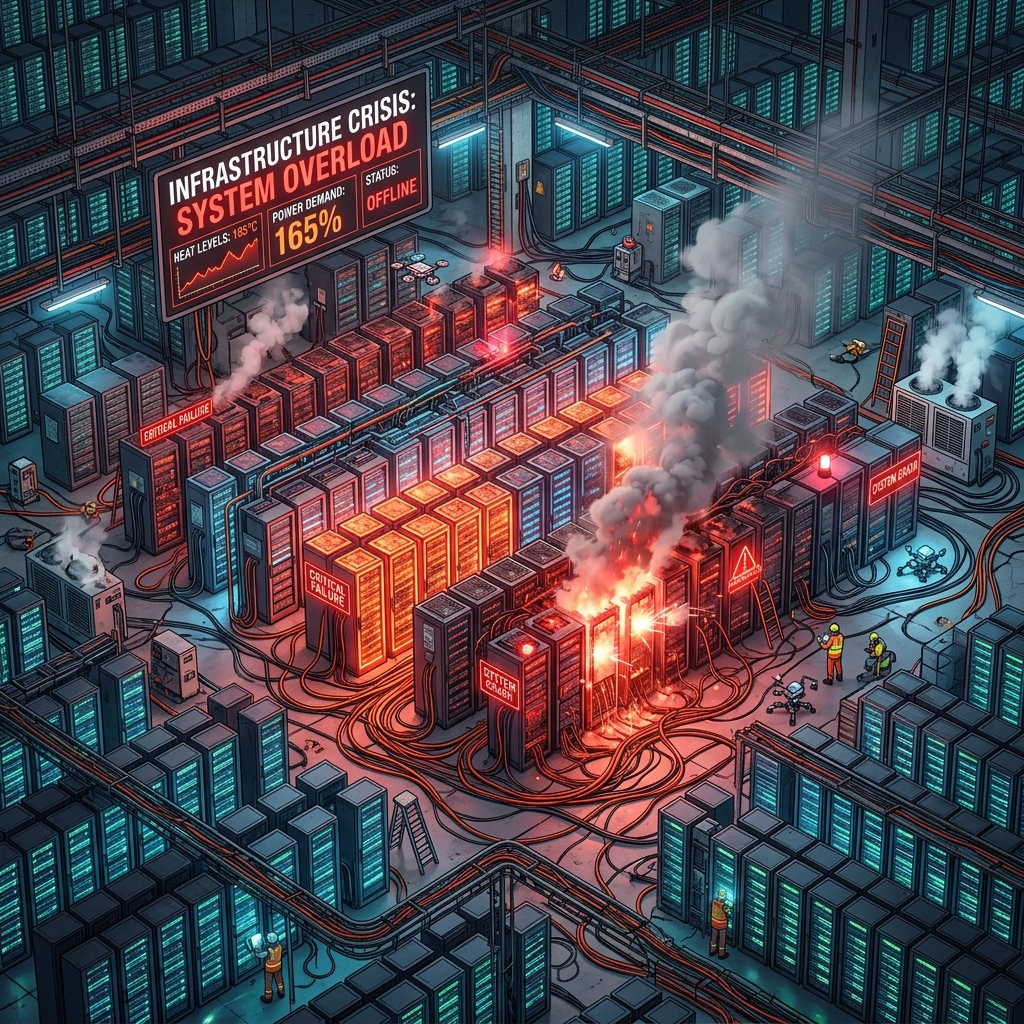 INFRASTRUCTURE CRISIS:
SYSTEM OVERLOAD
HEAT LEVELS: 185°C
POWER DEMAND:
165%
STATUS:
OFFLINE
CRITICAL FAILURE
CRITICAL
FAILURE